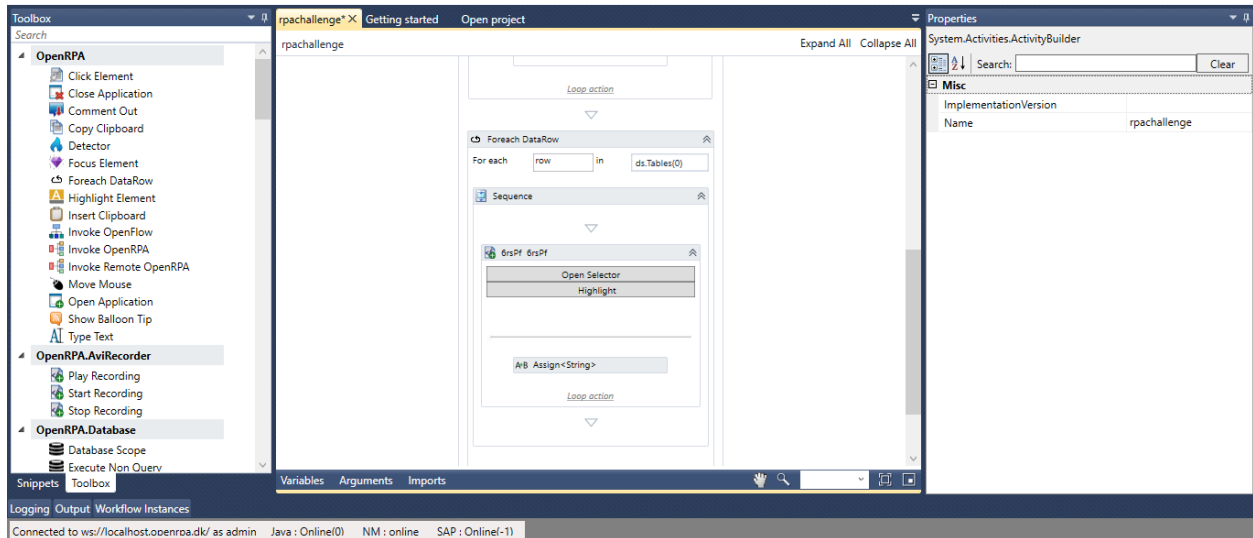 Toolbox
Search
OpenRPA
Click Element
Close Application
Comment Out
Copy Clipboard
Detector
Focus Element
Foreach DataRow
Highlight Element
Insert Clipboard
Invoke OpenFlow
Invoke OpenRPA
Invoke Remote OpenRPA
Move Mouse
Open Application
Show Balloon Tip
Type Text
OpenRPA.AviRecorder
Play Recording
Start Recording
Stop Recording
OpenRPA.Database
Database Scope
Execute Non Query
Snippets Toolbox
rpachallenge* Getting started Open project
rpachallenge Expand All Collapse All
Loop action
Foreach DataRow
For each row in ds.Tables(0)
Sequence
6rsPf 6rsPf
Open Selector
Highlight
A*B Assign<String>
Loop action
Variables Arguments Imports
Properties
System.Activities.ActivityBuilder
Search: Clear
Misc
ImplementationVersion
Name rpachallenge
Logging Output Workflow Instances
Connected to ws://localhost.openrpa.dk/ as admin Java : Online(0) NM : online SAP : Online(-1)